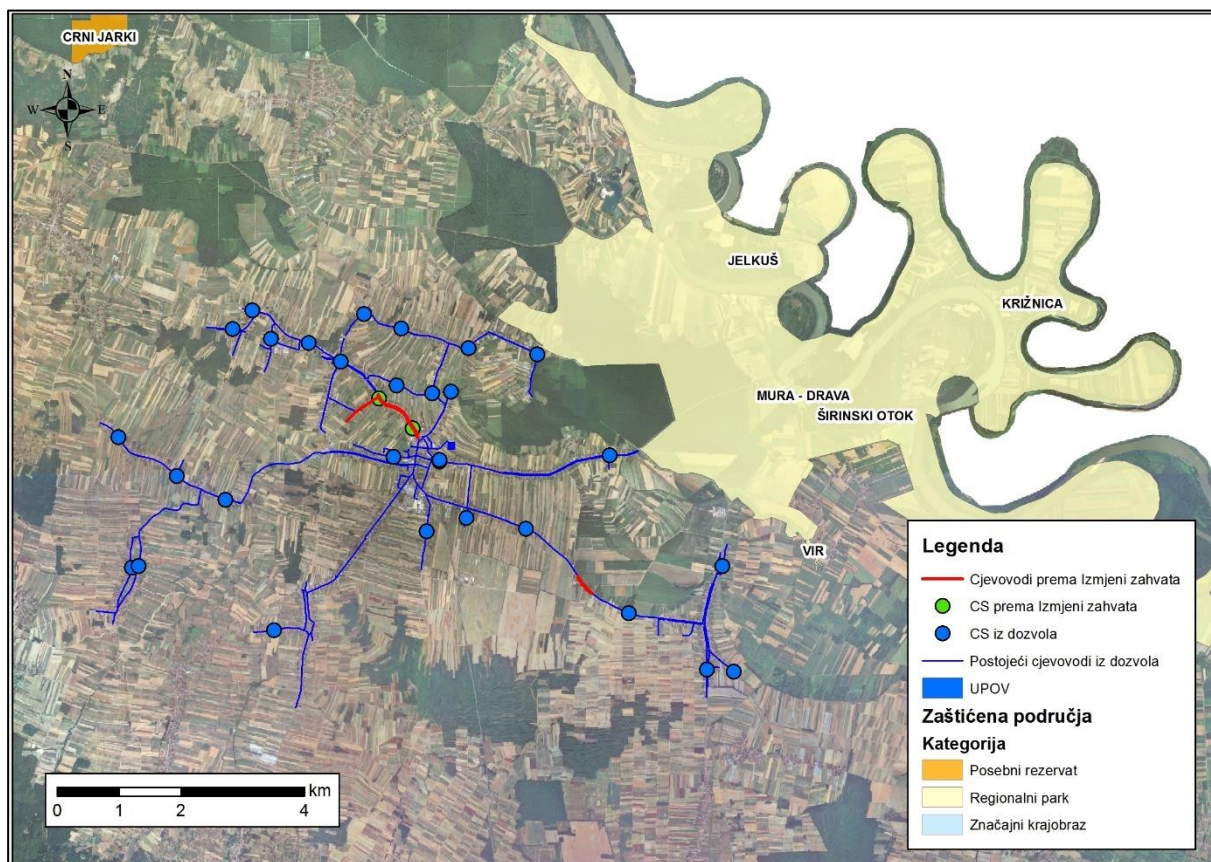 CRNI JARKI
N
W E
S
JELKUŠ
KRIŽNICA
MURA - DRAVA
ŠIRINSKI OTOK
VIR
Legenda
Cjevovodi prema Izmjeni zahvata
CS prema Izmjeni zahvata
CS iz dozvola
Postojeći cjevovodi iz dozvola
UPOV
Zaštićena područja
Kategorija
Posebni rezervat
Regionalni park
Značajni krajobraz
km
0 1 2 4